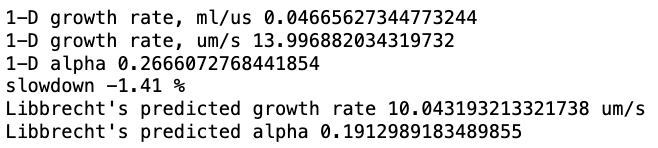 1-D growth rate, ml/us 0.04665627344773244
1-D growth rate, um/s 13.996882034319732
1-D alpha 0.2666072768441854
slowdown -1.41 %
Libbrecht's predicted growth rate 10.043193213321738 um/s
Libbrecht's predicted alpha 0.1912989183489855